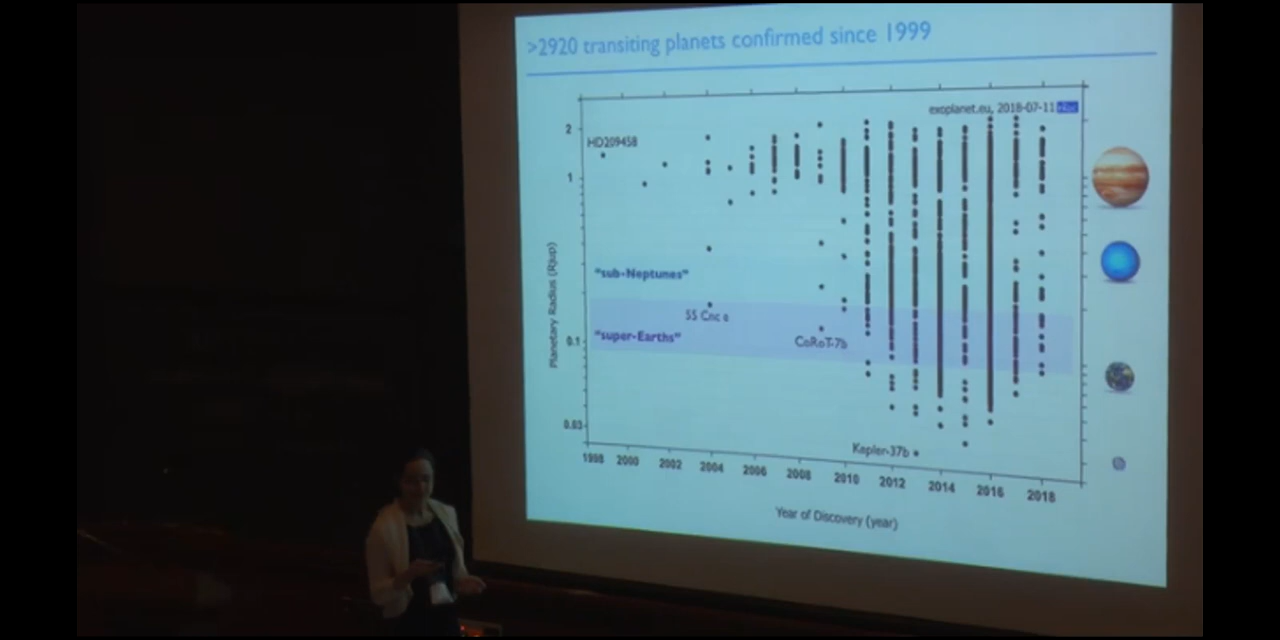 >2920 transiting planets confirmed since 1999
exoplanet.eu, 2018-07-11
HD209458
2
1
0.1
0.03
Planetary Radius (Rjup)
"sub-Neptunes"
55 Cnc e
"super-Earths"
CoRoT-7b
Kepler-37b
1998 2000 2002 2004 2006 2008 2010 2012 2014 2016 2018
Year of Discovery (year)